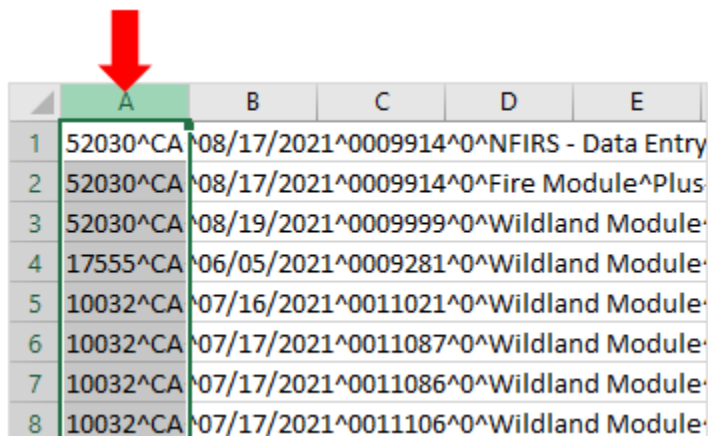 A B C D E
1 52030^CA^08/17/2021^0009914^0^NFIRS - Data Entry
2 52030^CA^08/17/2021^0009914^0^Fire Module^Plus
3 52030^CA^08/19/2021^0009999^0^Wildland Module^
4 17555^CA^06/05/2021^0009281^0^Wildland Module^
5 10032^CA^07/16/2021^0011021^0^Wildland Module^
6 10032^CA^07/17/2021^0011087^0^Wildland Module^
7 10032^CA^07/17/2021^0011086^0^Wildland Module^
8 10032^CA^07/17/2021^0011106^0^Wildland Module^